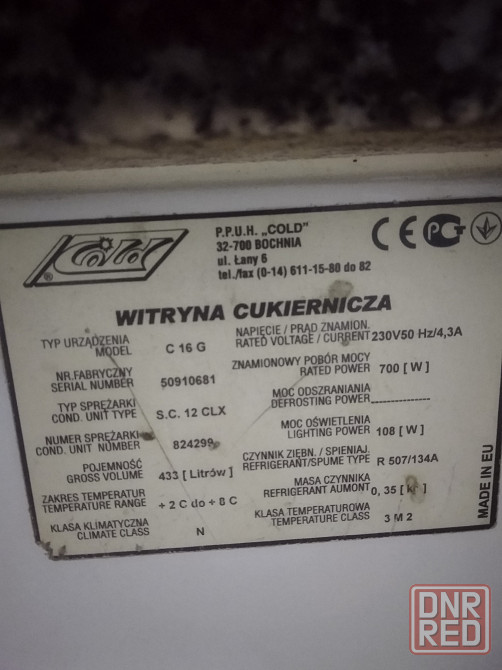 COLD
®
P.P.U.H. „COLD"
32-700 BOCHNIA
ul. Łany 6
tel./fax (0-14) 611-15-80 do 82
CE PCT
WITRYNA CUKIERNICZA
TYP URZĄDZENIA
MODEL C 16 G
NR.FABRYCZNY
SERIAL NUMBER 50910681
TYP SPRĘŻARKI
COND. UNIT TYPE S.C. 12 CLX
NUMER SPRĘŻARKI
COND. UNIT NUMBER 824299
POJEMNOŚĆ
GROSS VOLUME 433 [ Litrów ]
ZAKRES TEMPERATUR
TEMPERATURE RANGE + 2 C do + 8 C
KLASA KLIMATYCZNA
CLIMATE CLASS N
NAPIĘCIE / PRĄD ZNAMION.
RATED VOLTAGE / CURRENT 230V50 Hz/4,3A
ZNAMIONOWY POBÓR MOCY
RATED POWER 700 [ W ]
MOC ODSZRANIANIA
DEFROSTING POWER ---------------
MOC OŚWIETLENIA
LIGHTING POWER 108 [ W ]
CZYNNIK ZIĘBN. / SPIENIAJ.
REFRIGERANT/SPUME TYPE R 507/134A
MASA CZYNNIKA
REFRIGERANT AUMONT 0, 35 [ kg ]
KLASA TEMPERATUROWA
TEMPERATURE CLASS 3 M 2
MADE IN EU
DNR
RED